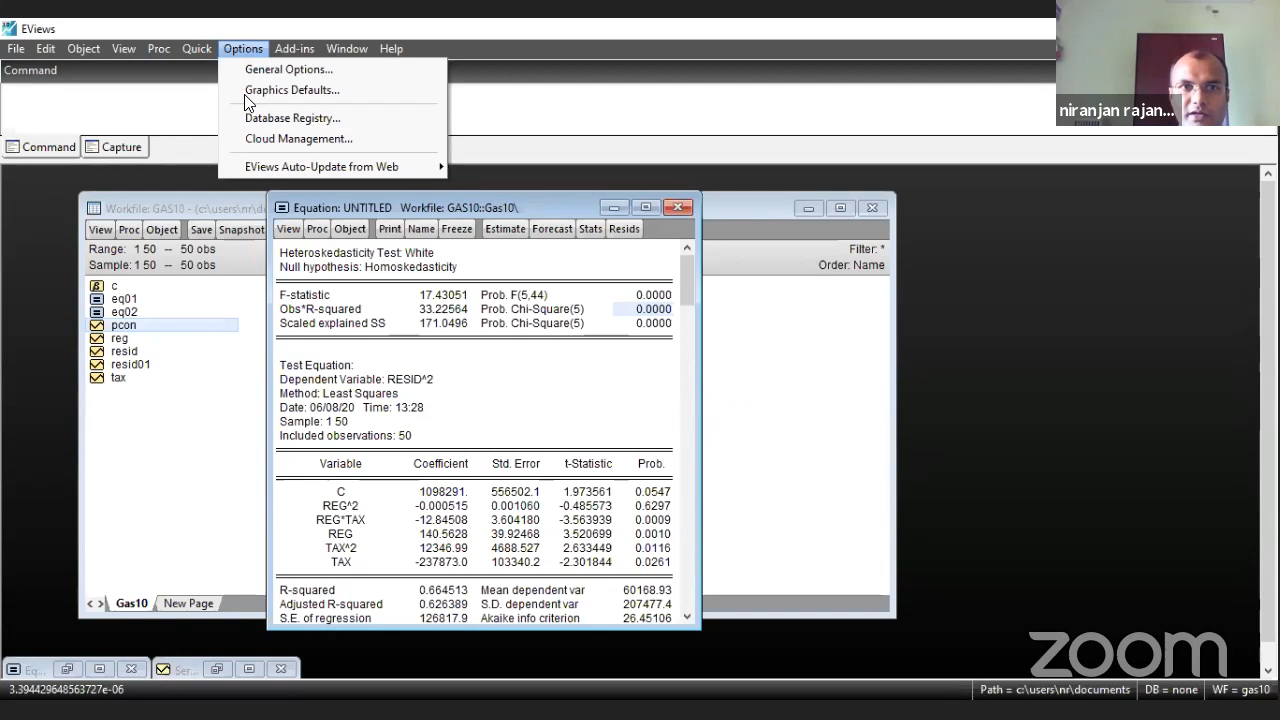 EViews
File Edit Object View Proc Quick Options Add-ins Window Help
Command
General Options...
Graphics Defaults...
Database Registry...
Cloud Management...
EViews Auto-Update from Web
niranjan rajan...
Command Capture
Workfile: GAS10 - (c:\users\nr\d
View Proc Object Save Snapshot
Range: 1 50 -- 50 obs
Filter: *
Sample: 1 50 -- 50 obs
Order: Name
c
eq01
eq02
pcon
reg
resid
resid01
tax
Gas10 New Page
Equation: UNTITLED Workfile: GAS10::Gas10\
View Proc Object Print Name Freeze Estimate Forecast Stats Resids
Heteroskedasticity Test: White
Null hypothesis: Homoskedasticity
F-statistic 17.43051 Prob. F(5,44) 0.0000
Obs*R-squared 33.22564 Prob. Chi-Square(5) 0.0000
Scaled explained SS 171.0496 Prob. Chi-Square(5) 0.0000
Test Equation:
Dependent Variable: RESID^2
Method: Least Squares
Date: 06/08/20 Time: 13:28
Sample: 1 50
Included observations: 50
Variable Coefficient Std. Error t-Statistic Prob.
C 1098291. 556502.1 1.973561 0.0547
REG^2 -0.000515 0.001060 -0.485573 0.6297
REG*TAX -12.84508 3.604180 -3.563939 0.0009
REG 140.5628 39.92468 3.520699 0.0010
TAX^2 12346.99 4688.527 2.633449 0.0116
TAX -237873.0 103340.2 -2.301844 0.0261
R-squared 0.664513 Mean dependent var 60168.93
Adjusted R-squared 0.626389 S.D. dependent var 207477.4
S.E. of regression 126817.9 Akaike info criterion 26.45106
Eq... Ser...
zoom
3.394429648563727e-06
Path = c:\users\nr\documents DB = none WF = gas10